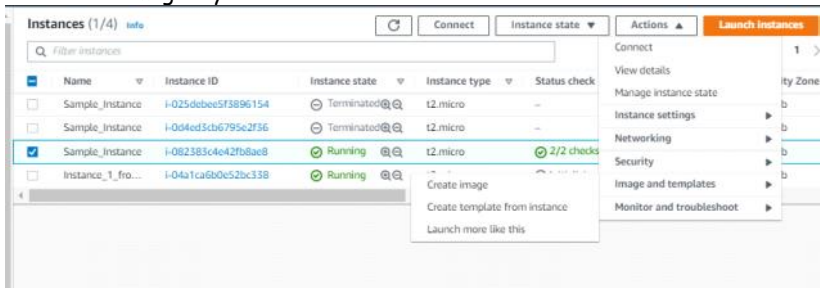 Instances (1/4) Info
Connect
Instance state
Actions
Launch instances
Filter instances
1
Name
Instance ID
Instance state
Instance type
Status check
ity Zone
Sample_Instance i-025debee5f3896154 Terminated t2.micro –
Sample_Instance i-0d4ed3cb6795e2f36 Terminated t2.micro – b
Sample_Instance i-082383c4e42fb8ae8 Running t2.micro 2/2 checks b
Instance_1_fro... i-04a1ca6b0e52bc338 Running b
Connect
View details
Manage instance state
Instance settings
Networking
Security
Image and templates
Monitor and troubleshoot
Create image
Create template from instance
Launch more like this